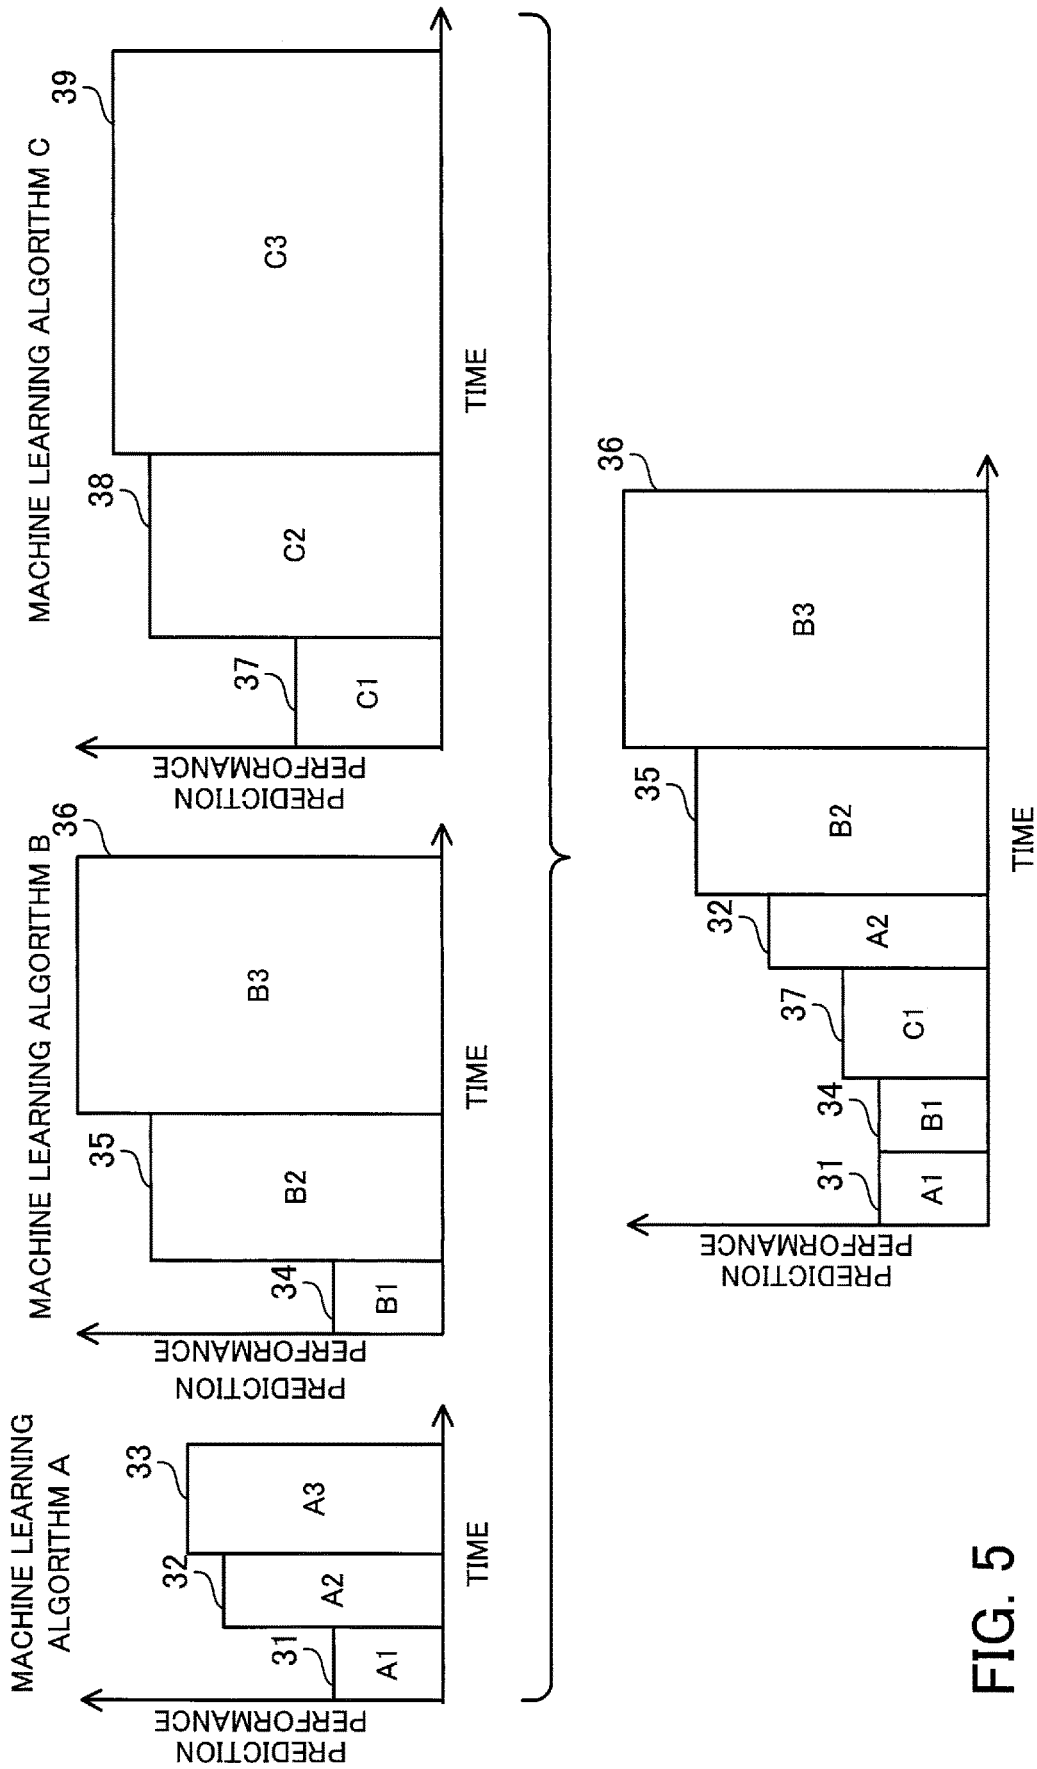 MACHINE LEARNING
ALGORITHM A
PREDICTION
PERFORMANCE
31
A1
32
A2
33
A3
TIME
MACHINE LEARNING ALGORITHM B
PREDICTION
PERFORMANCE
34
B1
35
B2
36
B3
TIME
MACHINE LEARNING ALGORITHM C
PREDICTION
PERFORMANCE
37
C1
38
C2
39
C3
TIME
PREDICTION
PERFORMANCE
31
A1
34
B1
37
C1
32
A2
35
B2
36
B3
TIME
FIG. 5